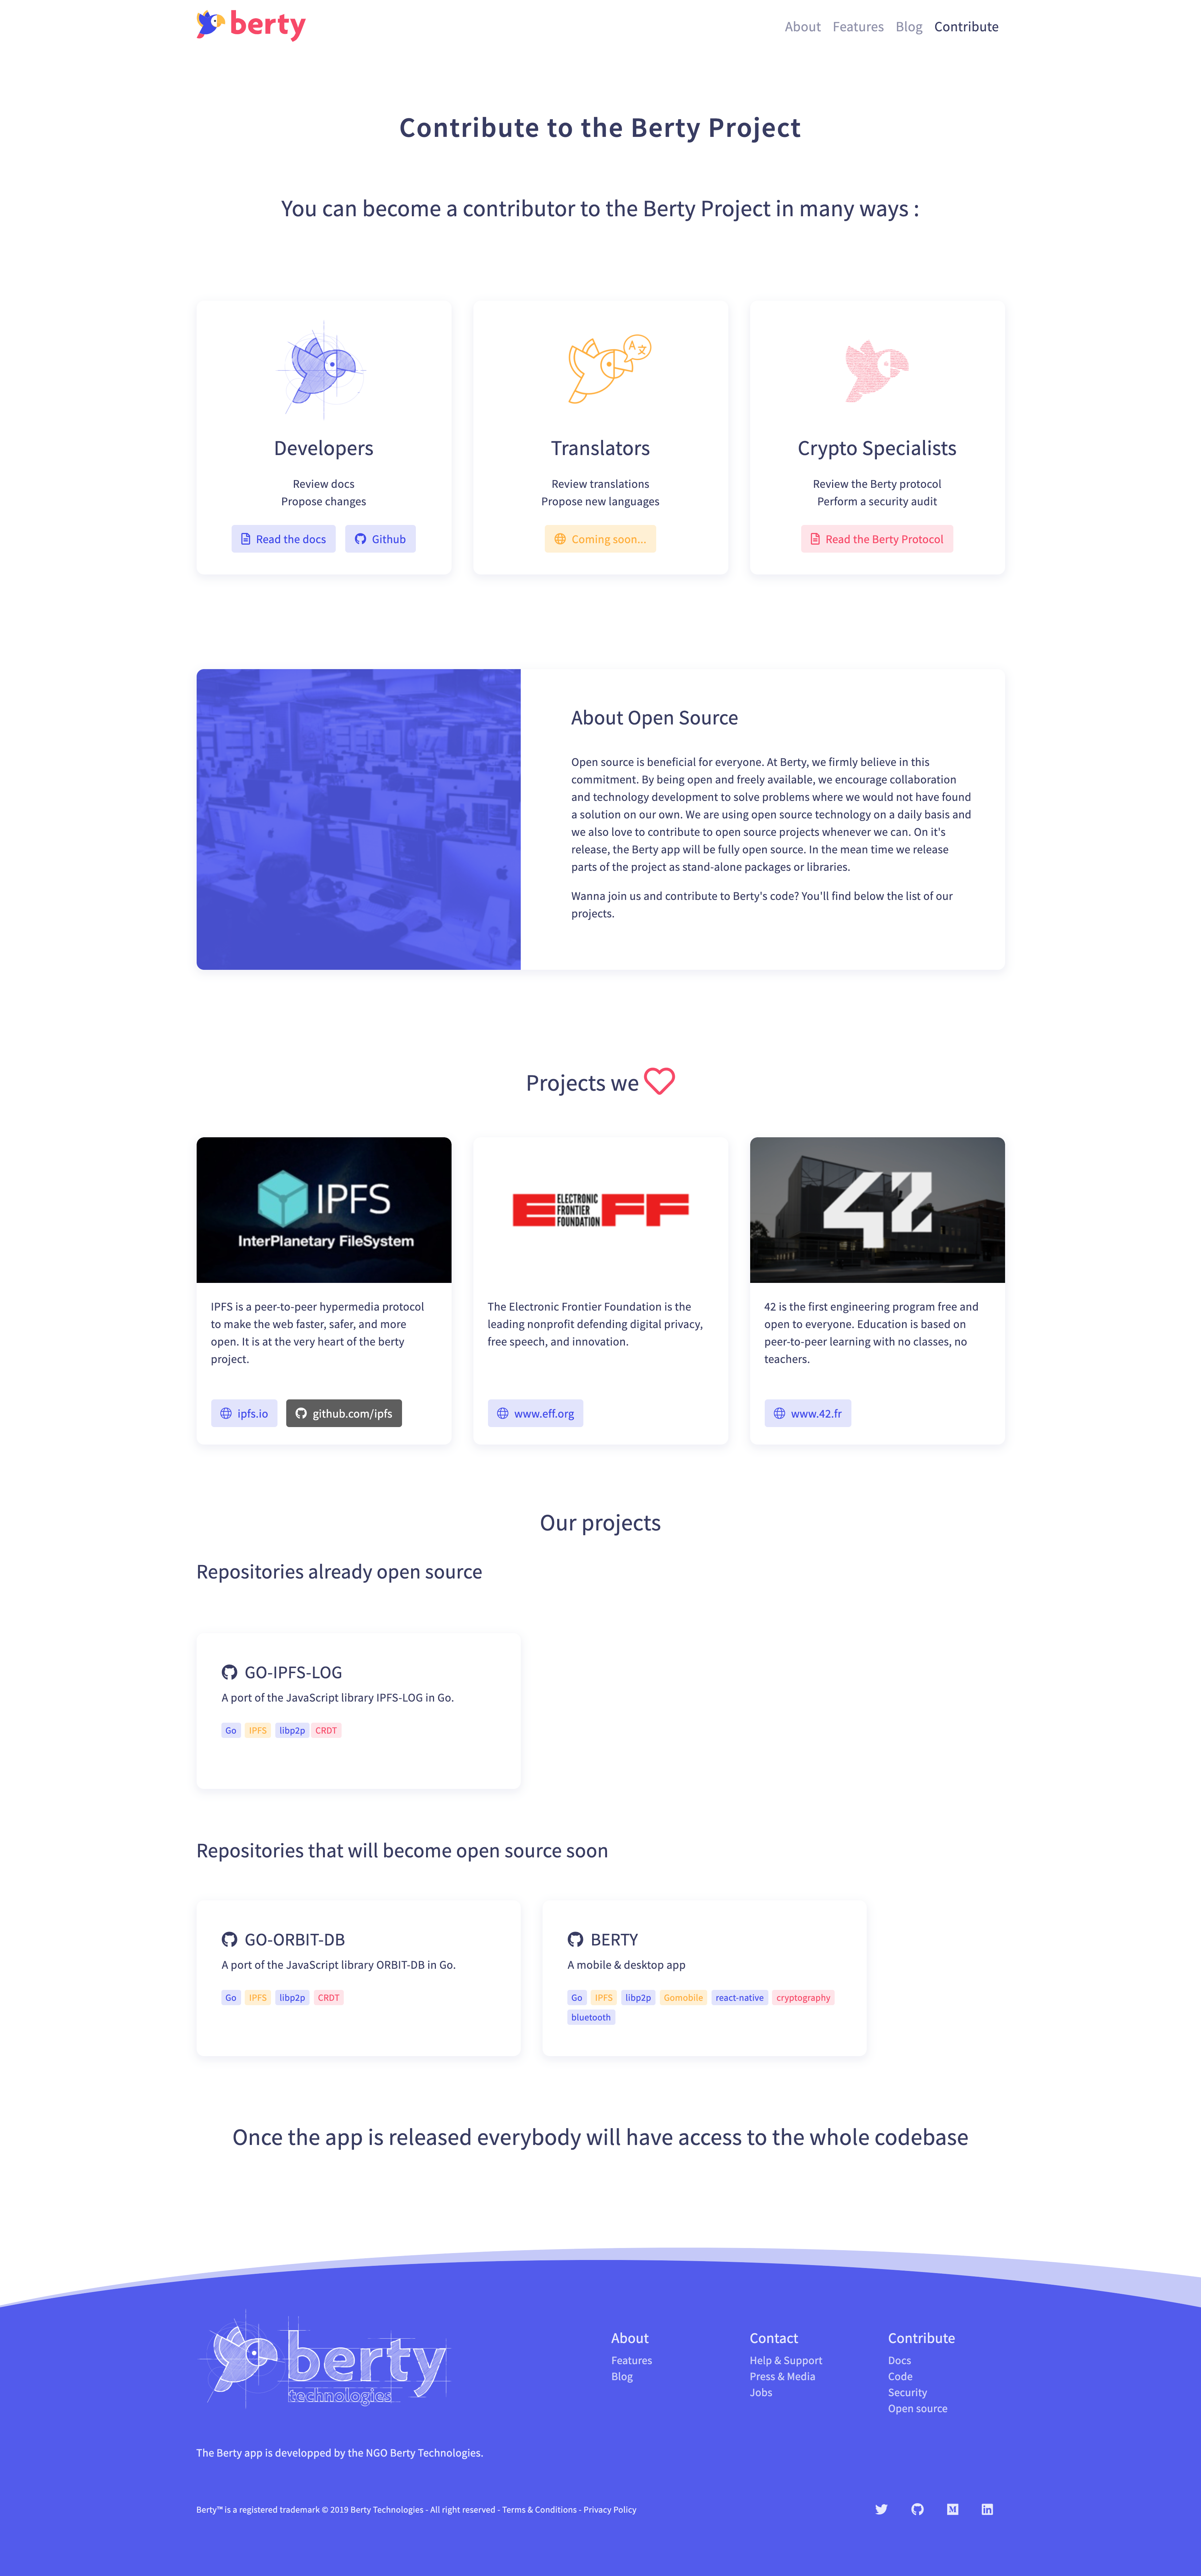 berty
About Features Blog Contribute
Contribute to the Berty Project
You can become a contributor to the Berty Project in many ways :
Developers
Review docs
Propose changes
Read the docs
Github
A 文
Translators
Review translations
Propose new languages
Coming soon...
Crypto Specialists
Review the Berty protocol
Perform a security audit
Read the Berty Protocol
About Open Source
Open source is beneficial for everyone. At Berty, we firmly believe in this
commitment. By being open and freely available, we encourage collaboration
and technology development to solve problems where we would not have found
a solution on our own. We are using open source technology on a daily basis and
we also love to contribute to open source projects whenever we can. On it's
release, the Berty app will be fully open source. In the mean time we release
parts of the project as stand-alone packages or libraries.
Wanna join us and contribute to Berty's code? You'll find below the list of our
projects.
Projects we
IPFS
InterPlanetary FileSystem
IPFS is a peer-to-peer hypermedia protocol
to make the web faster, safer, and more
open. It is at the very heart of the berty
project.
ipfs.io
github.com/ipfs
EFF
ELECTRONIC
FRONTIER
FOUNDATION
The Electronic Frontier Foundation is the
leading nonprofit defending digital privacy,
free speech, and innovation.
www.eff.org
42
42 is the first engineering program free and
open to everyone. Education is based on
peer-to-peer learning with no classes, no
teachers.
www.42.fr
Our projects
Repositories already open source
GO-IPFS-LOG
A port of the JavaScript library IPFS-LOG in Go.
Go IPFS libp2p CRDT
Repositories that will become open source soon
GO-ORBIT-DB
A port of the JavaScript library ORBIT-DB in Go.
Go IPFS libp2p CRDT
BERTY
A mobile & desktop app
Go IPFS libp2p Gomobile react-native cryptography
bluetooth
Once the app is released everybody will have access to the whole codebase
berty
technologies
About
Features
Blog
Contact
Help & Support
Press & Media
Jobs
Contribute
Docs
Code
Security
Open source
The Berty app is developped by the NGO Berty Technologies.
Berty™ is a registered trademark © 2019 Berty Technologies - All right reserved - Terms & Conditions - Privacy Policy